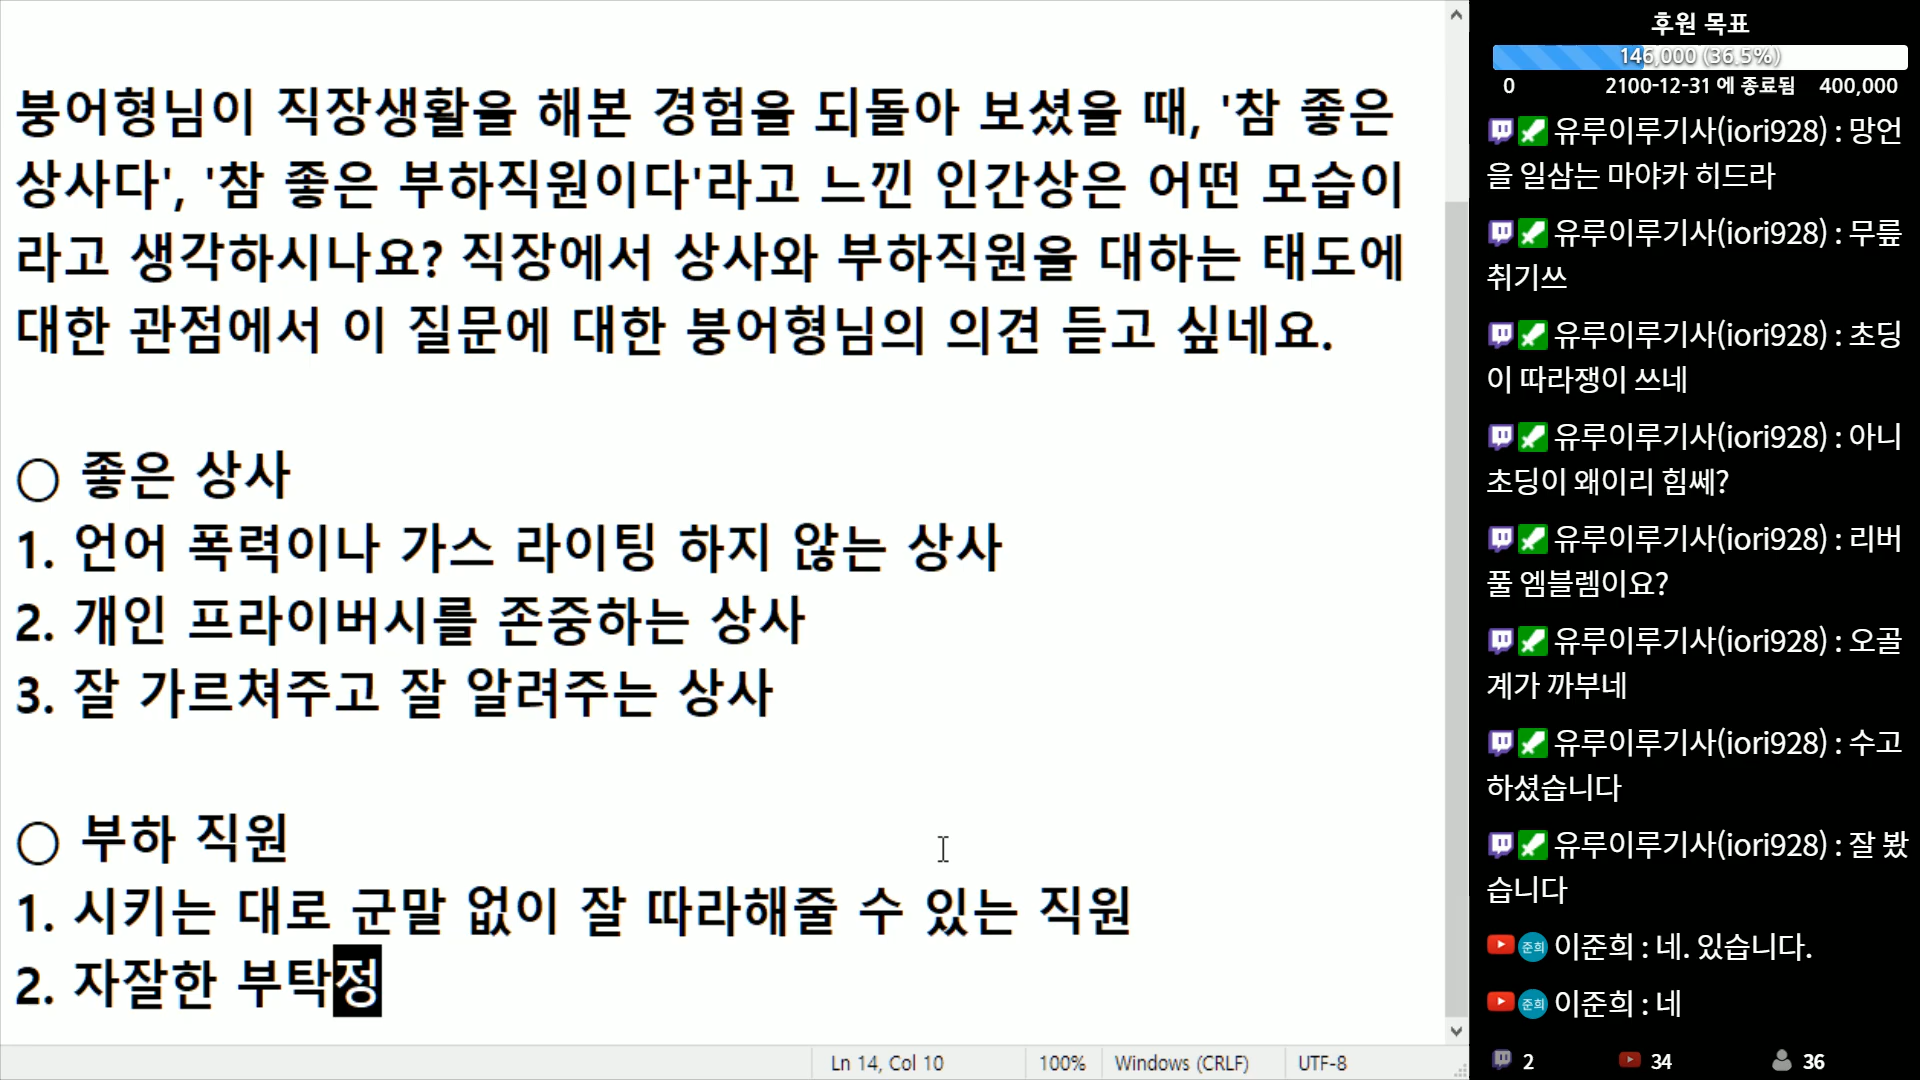 붕어형님이 직장생활을 해본 경험을 되돌아 보셨을 때, '참 좋은
상사다', '참 좋은 부하직원이다'라고 느낀 인간상은 어떤 모습이
라고 생각하시나요? 직장에서 상사와 부하직원을 대하는 태도에
대한 관점에서 이 질문에 대한 붕어형님의 의견 듣고 싶네요.
○ 좋은 상사
1. 언어 폭력이나 가스 라이팅 하지 않는 상사
2. 개인 프라이버시를 존중하는 상사
3. 잘 가르쳐주고 잘 알려주는 상사
○ 부하 직원
1. 시키는 대로 군말 없이 잘 따라해줄 수 있는 직원
2. 자잘한 부탁정
Ln 14, Col 10
100%
Windows (CRLF)
UTF-8
후원 목표
146,000 (36.5%)
0 2100-12-31 에 종료됨 400,000
유루이루기사(iori928) : 망언
을 일삼는 마야카 히드라
유루이루기사(iori928) : 무릎
취기쓰
유루이루기사(iori928) : 초딩
이 따라쟁이 쓰네
유루이루기사(iori928) : 아니
초딩이 왜이리 힘쎄?
유루이루기사(iori928) : 리버
풀 엠블렘이요?
유루이루기사(iori928) : 오골
계가 까부네
유루이루기사(iori928) : 수고
하셨습니다
유루이루기사(iori928) : 잘 봤
습니다
준희 이준희 : 네. 있습니다.
준희 이준희 : 네
2 34 36